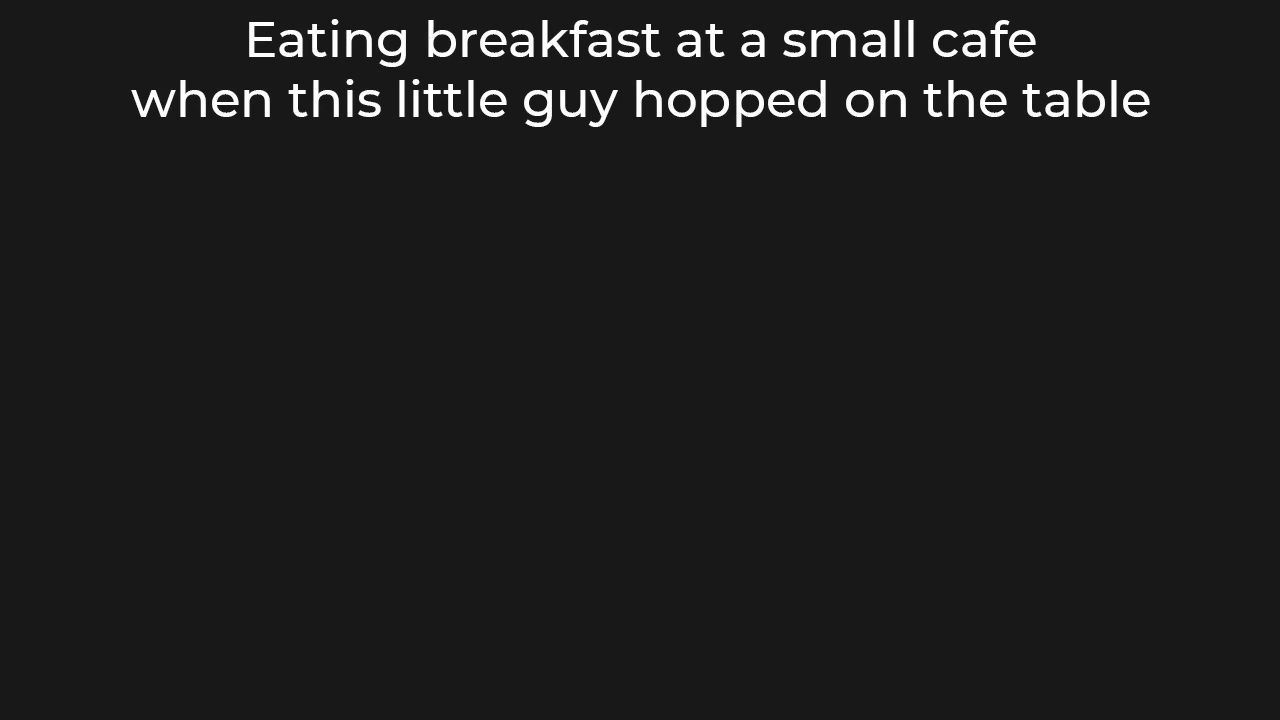 Eating breakfast at a small cafe
when this little guy hopped on the table